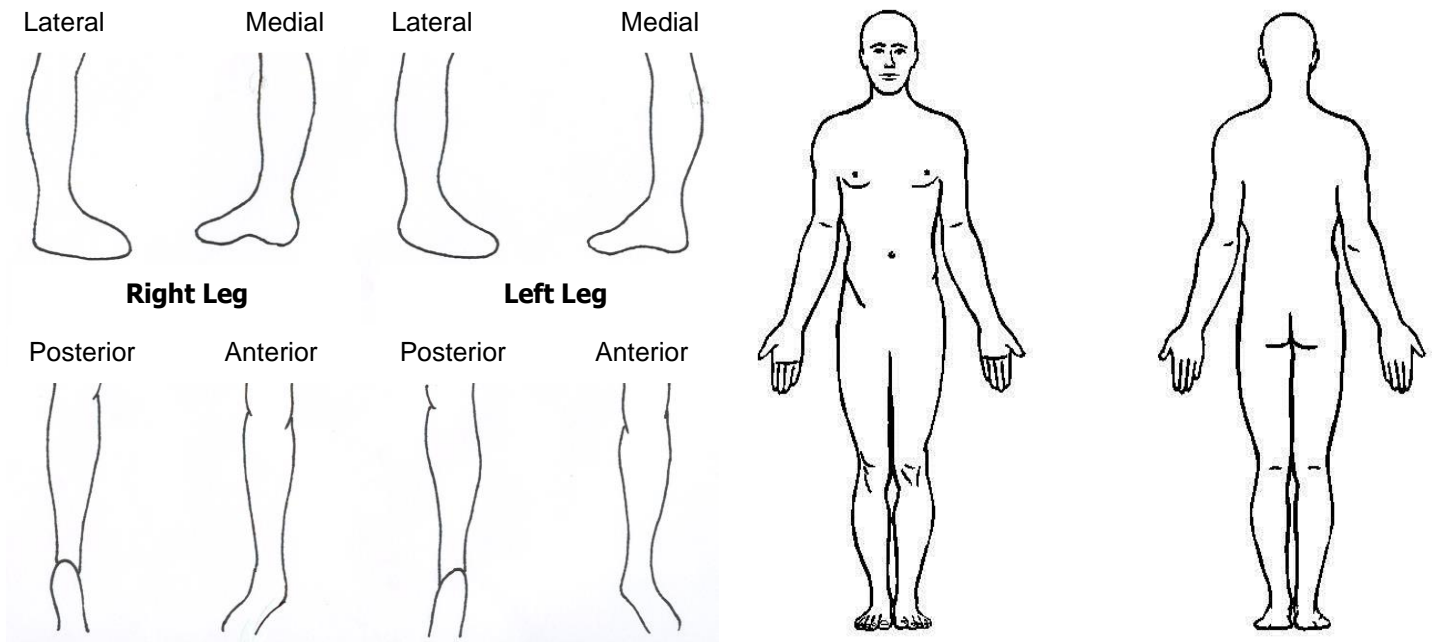 Lateral Medial Lateral Medial
Right Leg Left Leg
Posterior Anterior Posterior Anterior